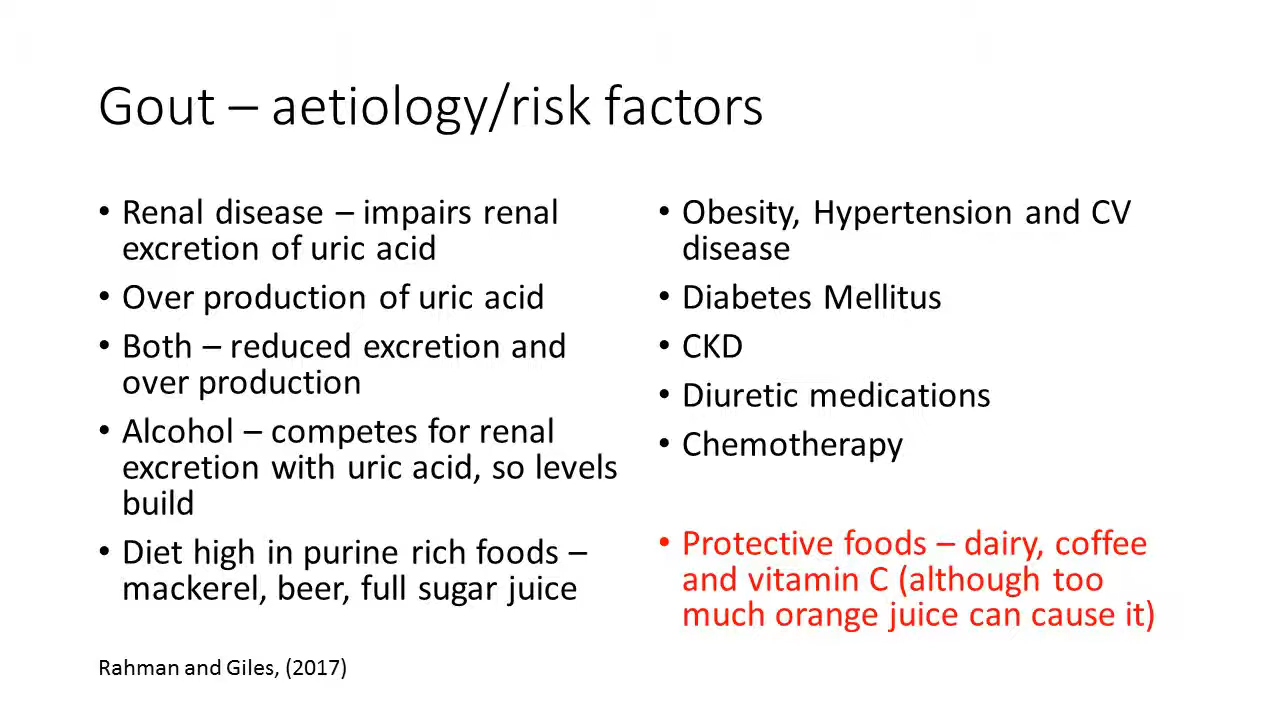 Gout – aetiology/risk factors
• Renal disease – impairs renal
excretion of uric acid
• Over production of uric acid
• Both – reduced excretion and
over production
• Alcohol – competes for renal
excretion with uric acid, so levels
build
• Diet high in purine rich foods –
mackerel, beer, full sugar juice
• Obesity, Hypertension and CV
disease
• Diabetes Mellitus
• CKD
• Diuretic medications
• Chemotherapy
• Protective foods – dairy, coffee
and vitamin C (although too
much orange juice can cause it)
Rahman and Giles, (2017)